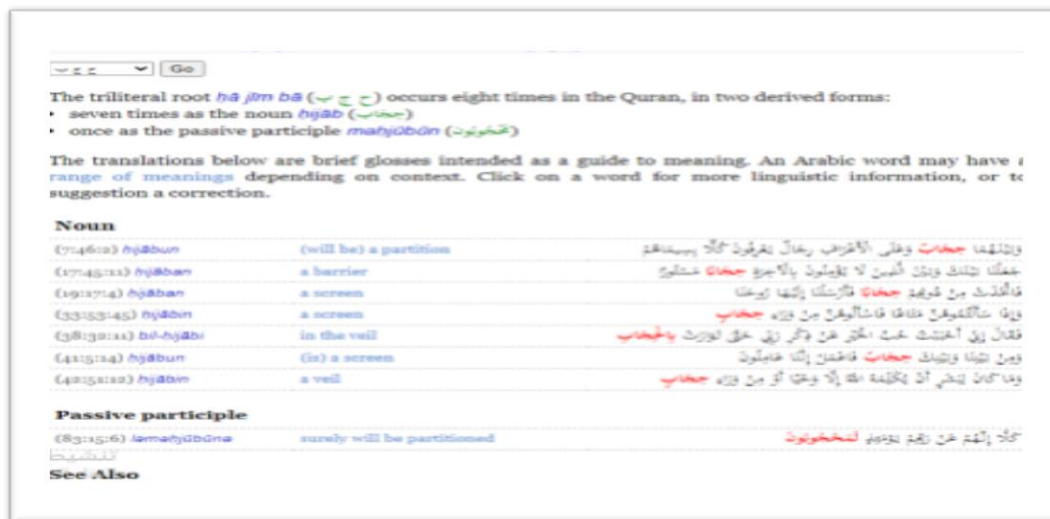 ح ج ب Go
The triliteral root ḥā jīm bā (ح ج ب) occurs eight times in the Quran, in two derived forms:
• seven times as the noun ḥijāb (حِجَاب)
• once as the passive participle maḥjūbūn (مَّحْجُوبُون)
The translations below are brief glosses intended as a guide to meaning. An Arabic word may have a
range of meanings depending on context. Click on a word for more linguistic information, or to
suggestion a correction.
Noun
(7:46:2) ḥijābun (will be) a partition وَبَيْنَهُمَا حِجَابٌ وَعَلَى الْأَعْرَافِ رِجَالٌ يَعْرِفُونَ كُلًّا بِسِيمَاهُمْ
(17:45:11) ḥijāban a barrier جَعَلْنَا بَيْنَكَ وَبَيْنَ الَّذِينَ لَا يُؤْمِنُونَ بِالْآخِرَةِ حِجَابًا مَسْتُورًا
(19:17:4) ḥijāban a screen فَاتَّخَذَتْ مِنْ دُونِهِمْ حِجَابًا فَأَرْسَلْنَا إِلَيْهَا رُوحَنَا
(33:53:45) ḥijābin a screen وَإِذَا سَأَلْتُمُوهُنَّ مَتَاعًا فَاسْأَلُوهُنَّ مِنْ وَرَاءِ حِجَابٍ
(38:32:11) bil-ḥijābi in the veil فَقَالَ إِنِّي أَحْبَبْتُ حُبَّ الْخَيْرِ عَنْ ذِكْرِ رَبِّي حَتَّىٰ تَوَارَتْ بِالْحِجَابِ
(41:5:14) ḥijābun (is) a screen وَمِنْ بَيْنِنَا وَبَيْنِكَ حِجَابٌ فَاعْمَلْ إِنَّنَا عَامِلُونَ
(42:51:12) ḥijābin a veil وَمَا كَانَ لِبَشَرٍ أَنْ يُكَلِّمَهُ اللَّهُ إِلَّا وَحْيًا أَوْ مِنْ وَرَاءِ حِجَابٍ
Passive participle
(83:15:6) lamaḥjūbūna surely will be partitioned كَلَّا إِنَّهُمْ عَنْ رَبِّهِمْ يَوْمَئِذٍ لَمَحْجُوبُونَ
تنشيط
See Also